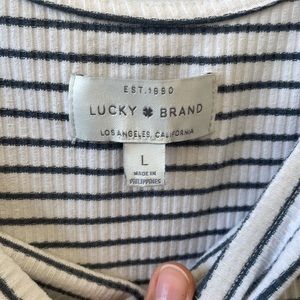 EST.1990
LUCKY BRAND
LOS ANGELES, CALIFORNIA
L
MADE IN
PHILIPPINES